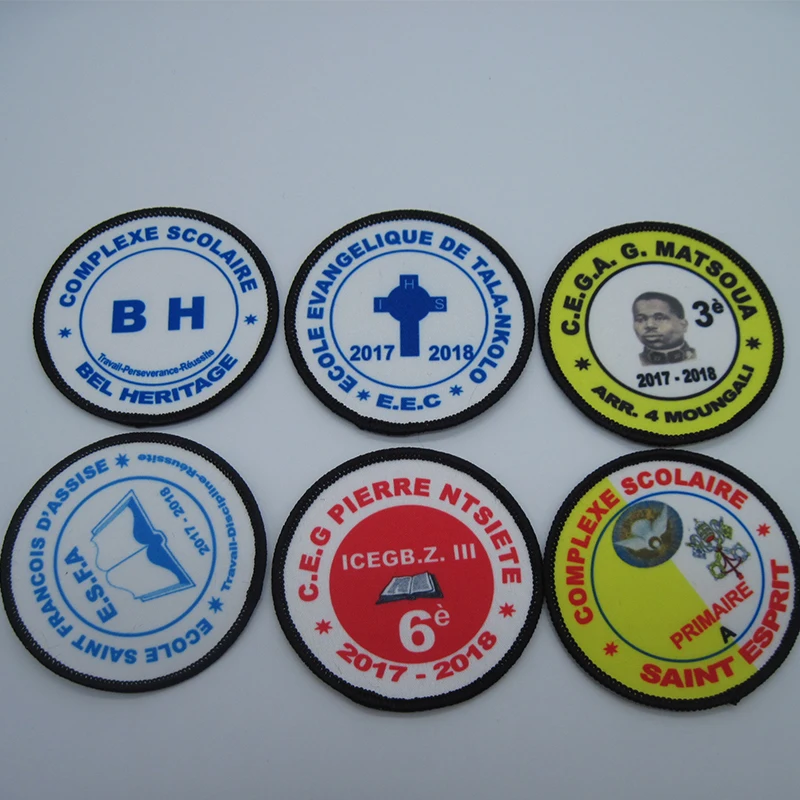 COMPLEXE SCOLAIRE
B H
Travail-Perseverance-Réussite
BEL HERITAGE
ECOLE EVANGELIQUE DE TALA-NKOLO
I H S
2017 2018
E.E.C
C.E.G.A. G. MATSOUA
3è
2017 - 2018
ARR. 4 MOUNGALI
ECOLE SAINT FRANCOIS D'ASSISE
Travail-Discipline-Réussite
2017 - 2018
E.S.F.A
C.E.G PIERRE NTSIETE
ICEGB.Z. III
6è
2017 - 2018
COMPLEXE SCOLAIRE
PRIMAIRE
A
SAINT ESPRIT